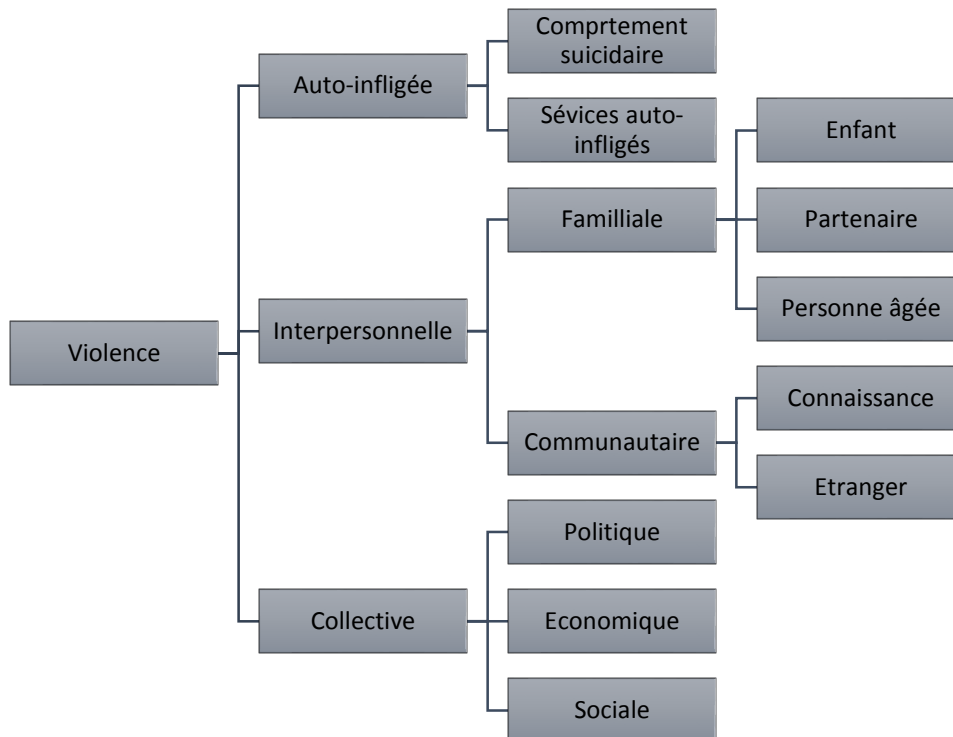 Comprtement
suicidaire
Auto-infligée
Sévices auto-
infligés
Enfant
Familliale
Partenaire
Personne âgée
Interpersonnelle
Violence
Connaissance
Communautaire
Etranger
Politique
Collective
Economique
Sociale